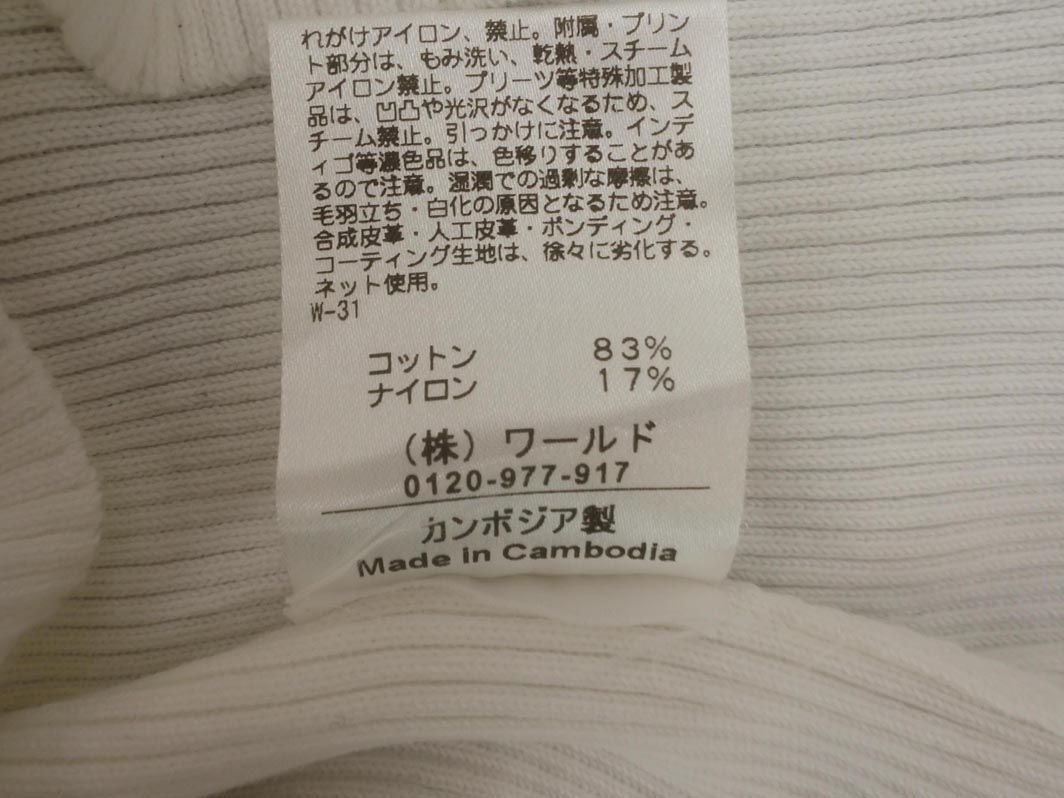 れがけアイロン、禁止。附属・プリン
ト部分は、もみ洗い、乾熱・スチーム
アイロン禁止。プリーツ等特殊加工製
品は、凹凸や光沢がなくなるため、ス
チーム禁止。引っかけに注意。インデ
ィゴ等濃色品は、色移りすることがあ
るので注意。湿潤での過剰な摩擦は、
毛羽立ち・白化の原因となるため注意。
合成皮革・人工皮革・ボンディング・
コーティング生地は、徐々に劣化する。
ネット使用。
W-31
コットン 83%
ナイロン 17%
(株) ワールド
0120-977-917
カンボジア製
Made in Cambodia